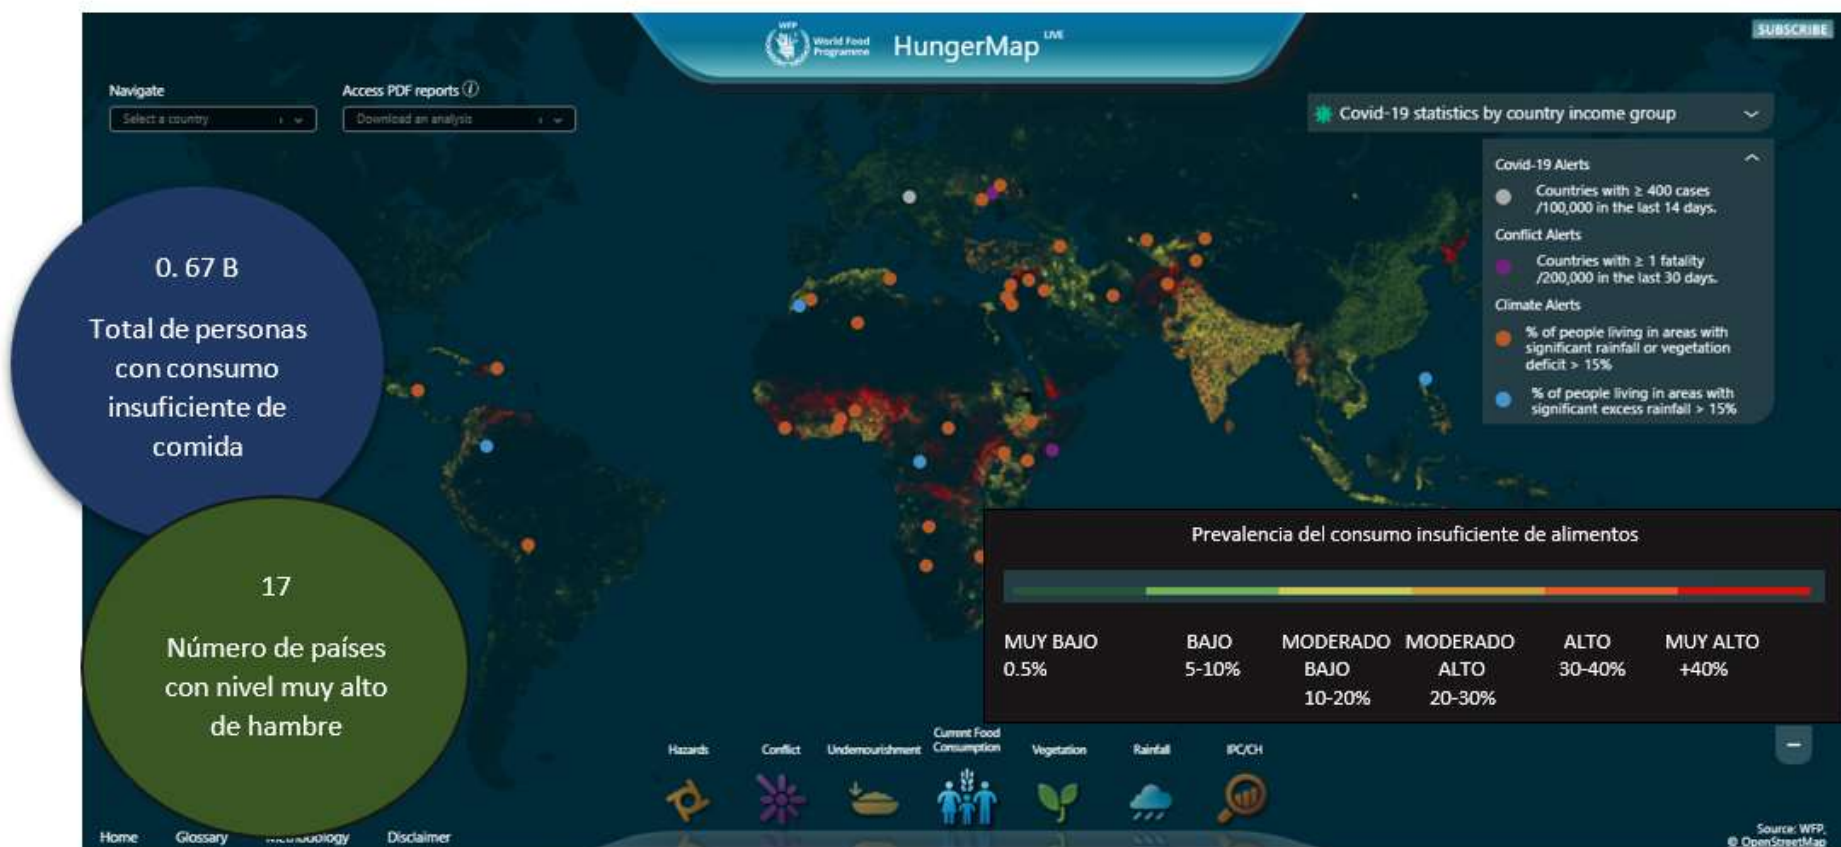 WFP
World Food
Programme
HungerMap LIVE
SUBSCRIBE
Navigate
Select a country
Access PDF reports i
Download an analysis
Covid-19 statistics by country income group
Covid-19 Alerts
Countries with ≥ 400 cases
/100,000 in the last 14 days.
Conflict Alerts
Countries with ≥ 1 fatality
/200,000 in the last 30 days.
Climate Alerts
% of people living in areas with
significant rainfall or vegetation
deficit > 15%
% of people living in areas with
significant excess rainfall > 15%
0. 67 B
Total de personas
con consumo
insuficiente de
comida
17
Número de países
con nivel muy alto
de hambre
Prevalencia del consumo insuficiente de alimentos
MUY BAJO
0.5%
BAJO
5-10%
MODERADO
BAJO
10-20%
MODERADO
ALTO
20-30%
ALTO
30-40%
MUY ALTO
+40%
Hazards
Conflict
Undernourishment
Current Food
Consumption
Vegetation
Rainfall
IPC/CH
Home
Glossary
Methodology
Disclaimer
Source: WFP,
© OpenStreetMap